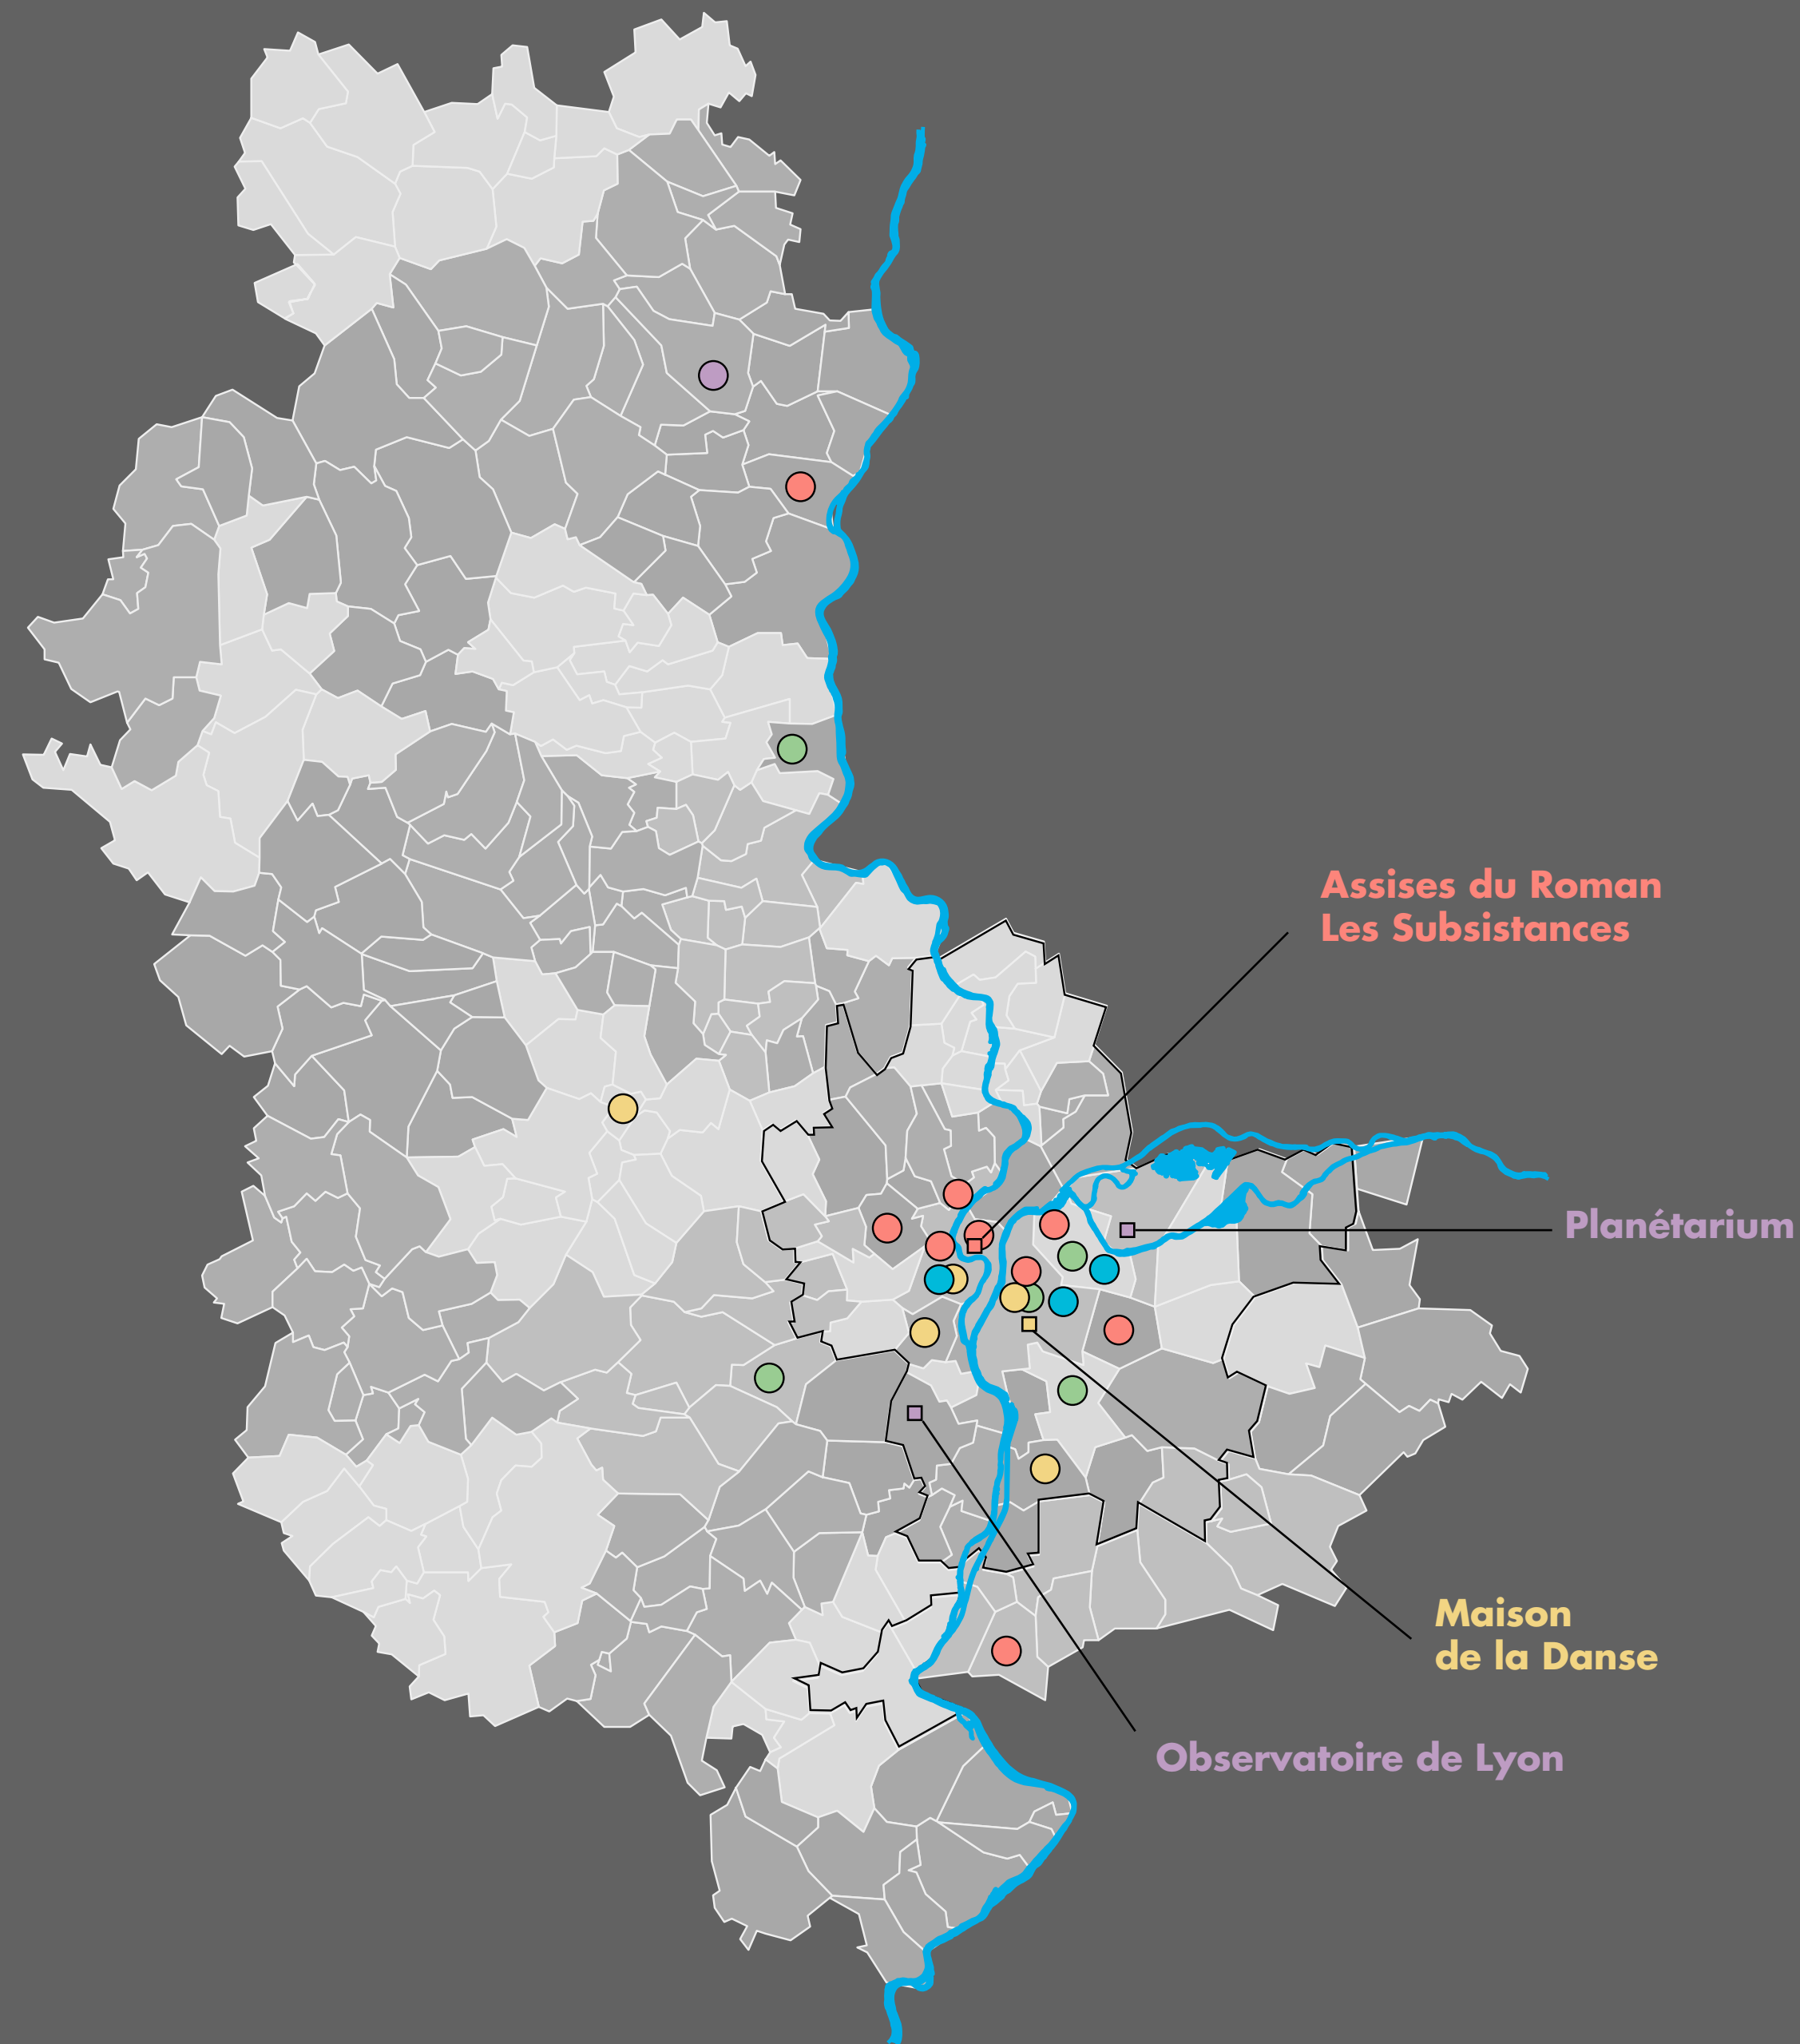 Assises du Roman
Les Subsistances
Planétarium
Maison
de la Danse
Observatoire de Lyon